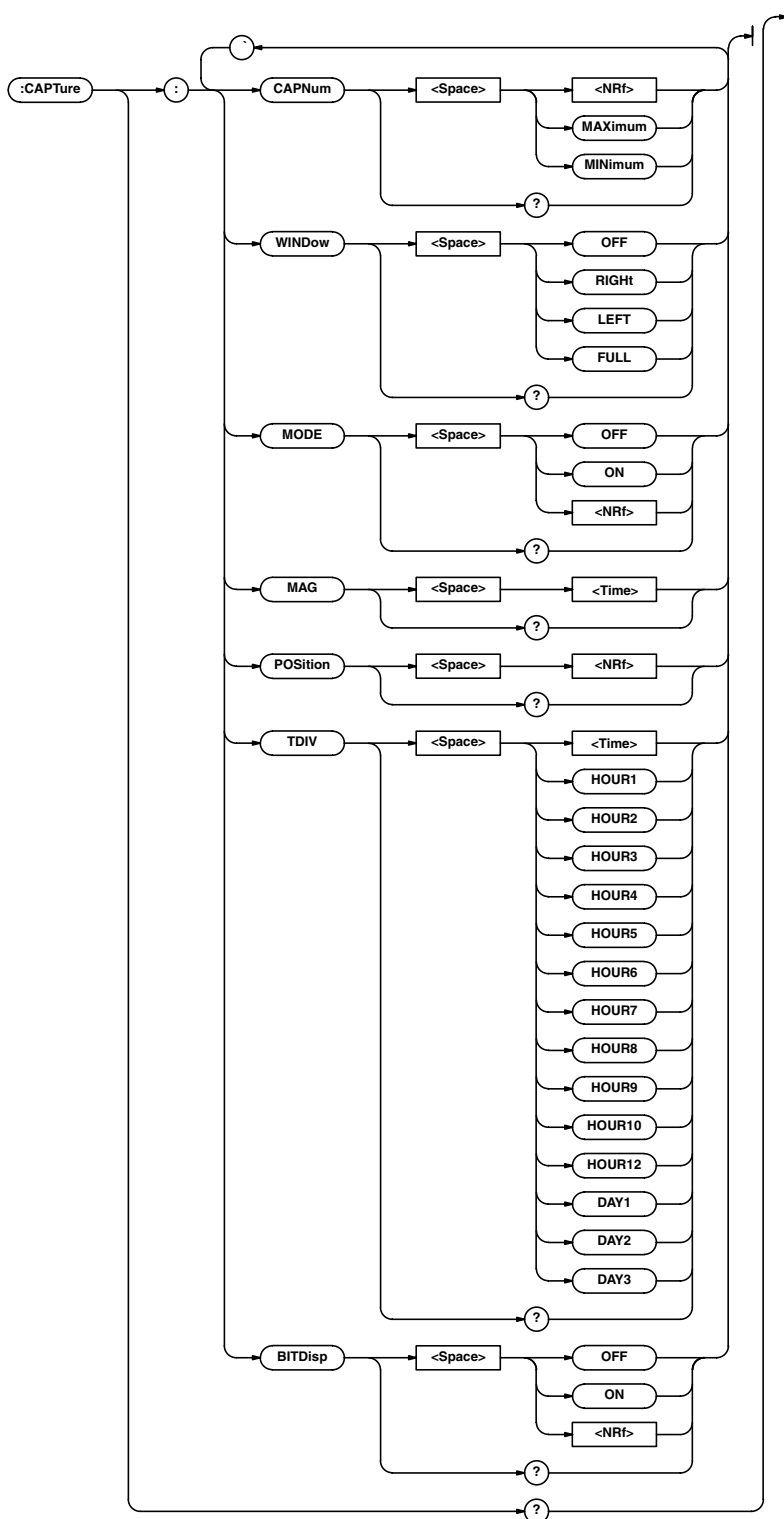 `
:CAPTure : CAPNum <Space> <NRf>
MAXimum
MINimum
?
WINDow <Space> OFF
RIGHt
LEFT
FULL
?
MODE <Space> OFF
ON
<NRf>
?
MAG <Space> <Time>
?
POSition <Space> <NRf>
?
TDIV <Space> <Time>
HOUR1
HOUR2
HOUR3
HOUR4
HOUR5
HOUR6
HOUR7
HOUR8
HOUR9
HOUR10
HOUR12
DAY1
DAY2
DAY3
?
BITDisp <Space> OFF
ON
<NRf>
?
?